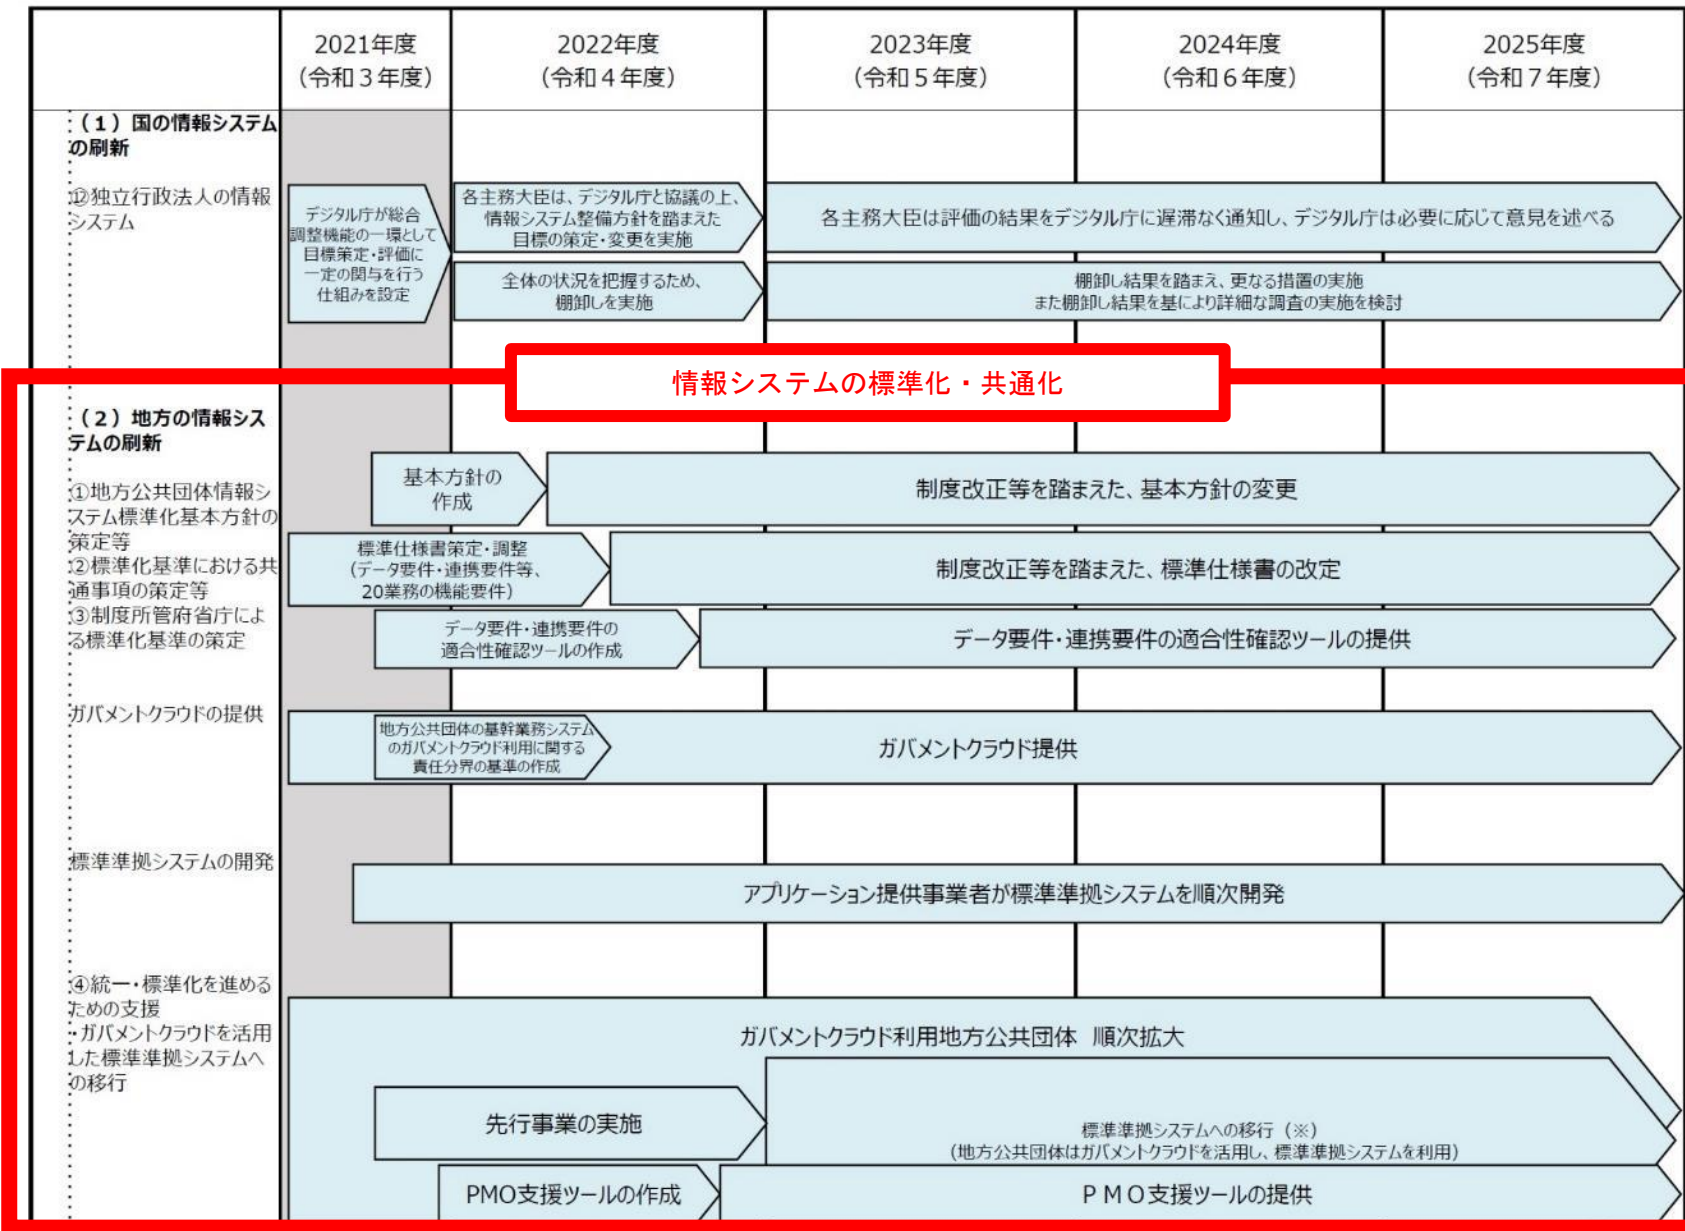 2021年度
(令和3年度)
2022年度
(令和4年度)
2023年度
(令和5年度)
2024年度
(令和6年度)
2025年度
(令和7年度)
（１）国の情報システム
の刷新
⑫独立行政法人の情報
システム
デジタル庁が総合
調整機能の一環として
目標策定・評価に
一定の関与を行う
仕組みを設定
各主務大臣は、デジタル庁と協議の上、
情報システム整備方針を踏まえた
目標の策定・変更を実施
各主務大臣は評価の結果をデジタル庁に遅滞なく通知し、デジタル庁は必要に応じて意見を述べる
全体の状況を把握するため、
棚卸しを実施
棚卸し結果を踏まえ、更なる措置の実施
また棚卸し結果を基により詳細な調査の実施を検討
情報システムの標準化・共通化
（２）地方の情報シス
テムの刷新
①地方公共団体情報シ
ステム標準化基本方針の
策定等
②標準化基準における共
通事項の策定等
③制度所管府省庁によ
る標準化基準の策定
基本方針の
作成
制度改正等を踏まえた、基本方針の変更
標準仕様書策定・調整
(データ要件・連携要件等、
20業務の機能要件)
制度改正等を踏まえた、標準仕様書の改定
データ要件・連携要件の
適合性確認ツールの作成
データ要件・連携要件の適合性確認ツールの提供
ガバメントクラウドの提供
地方公共団体の基幹業務システム
のガバメントクラウド利用に関する
責任分界の基準の作成
ガバメントクラウド提供
標準準拠システムの開発
アプリケーション提供事業者が標準準拠システムを順次開発
④統一・標準化を進める
ための支援
・ガバメントクラウドを活用
した標準準拠システムへ
の移行
ガバメントクラウド利用地方公共団体　順次拡大
先行事業の実施
標準準拠システムへの移行（※）
(地方公共団体はガバメントクラウドを活用し、標準準拠システムを利用)
PMO支援ツールの作成
ＰＭＯ支援ツールの提供